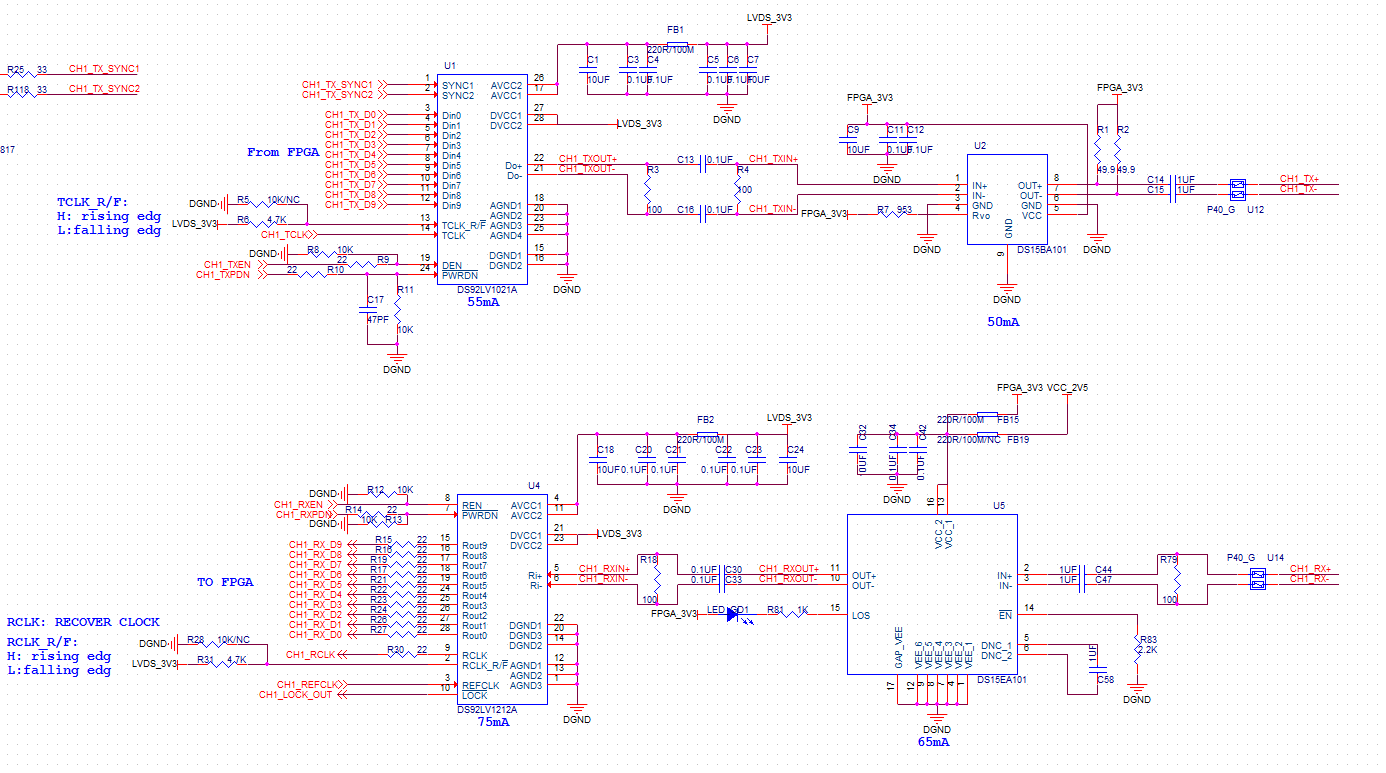 R25 33 CH1_TX_SYNC1
R118 33 CH1_TX_SYNC2
817
From FPGA
TCLK_R/F:
H: rising edg
L:falling edg
LVDS_3V3
FB1
220R/100M
C1 C3 C4 C5 C6 C7
10UF 0.1UF 0.1UF 0.1UF 0.1UF 10UF
DGND
U1
CH1_TX_SYNC1 1 SYNC1 AVCC2 26
CH1_TX_SYNC2 2 SYNC2 AVCC1 17
CH1_TX_D0 3 Din0 DVCC1 27
CH1_TX_D1 4 Din1 DVCC2 28 LVDS_3V3
CH1_TX_D2 5 Din2
CH1_TX_D3 6 Din3
CH1_TX_D4 7 Din4
CH1_TX_D5 8 Din5 Do+ 22 CH1_TXOUT+
CH1_TX_D6 9 Din6 Do- 21 CH1_TXOUT-
CH1_TX_D7 10 Din7
CH1_TX_D8 11 Din8
CH1_TX_D9 12 Din9
AGND1 18
AGND2 20
AGND3 23
AGND4 25
DGND1 15
DGND2 16
DGND
DGND R5 10K/NC
LVDS_3V3 R6 4.7K 13 TCLK_R/F
CH1_TCLK 14 TCLK
DGND R8 10K
CH1_TXEN 22 R9 19 DEN
CH1_TXPDN 22 R10 24 PWRDN
DS92LV1021A
55mA
C17
47PF
R11
10K
DGND
R3
100
C13 0.1UF CH1_TXIN+
C16 0.1UF CH1_TXIN-
R4
100
FPGA_3V3
C9 C11 C12
10UF 0.1UF 0.1UF
DGND
FPGA_3V3
R1 R2
49.9 49.9
U2
1 IN+ OUT+ 8
2 IN- OUT- 7
3 GND GND 6
4 Rvo VCC 5
GND
9
FPGA_3V3 R7 953
DS15BA101
DGND
DGND
DGND
50mA
C14 1UF
C15 1UF
P40_G U12
CH1_TX+
CH1_TX-
LVDS_3V3
FB2
220R/100M
C18 C20 C21 C22 C23 C24
10UF 0.1UF 0.1UF 0.1UF 0.1UF 10UF
DGND
U4
DGND R12 10K
CH1_RXEN 8 REN AVCC1 4
CH1_RXPDN R14 22 7 PWRDN AVCC2 11
DGND 10K R13
DVCC1 21
DVCC2 23 LVDS_3V3
CH1_RX_D9 R15 22 15 Rout9
CH1_RX_D8 R16 22 16 Rout8
CH1_RX_D7 R19 22 17 Rout7
CH1_RX_D6 R17 22 18 Rout6
CH1_RX_D5 R21 22 19 Rout5
CH1_RX_D4 R22 22 24 Rout4
CH1_RX_D3 R23 22 25 Rout3
CH1_RX_D2 R24 22 26 Rout2
CH1_RX_D1 R26 22 27 Rout1
CH1_RX_D0 R27 22 28 Rout0
Ri+ 5 CH1_RXIN+
Ri- 6 CH1_RXIN-
DGND1 22
DGND3 20
DGND2 14
AGND1 12
AGND2 13
AGND3 1
DGND
TO FPGA
RCLK: RECOVER CLOCK
RCLK_R/F:
H: rising edg
L:falling edg
CH1_RCLK R30 22 9 RCLK
DGND R28 10K/NC
LVDS_3V3 R31 4.7K 2 RCLK_R/F
CH1_REFCLK 3 REFCLK
CH1_LOCK_OUT 10 LOCK
DS92LV1212A
75mA
R18
100
0.1UF C30 CH1_RXOUT+
0.1UF C33 CH1_RXOUT-
FPGA_3V3 LED_GD1 R81 1K
FPGA_3V3 VCC_2V5
220R/100M FB15
220R/100M/NC FB19
C32 C34 C42
0.1UF 0.1UF
DGND
U5
16 13
VCC_2 VCC_1
11 OUT+ IN+ 2
10 OUT- IN- 3
15 LOS EN 14
DNC_1 5
DNC_2 6
GAP_VEE VEE_6 VEE_5 VEE_4 VEE_3 VEE_2 VEE_1
17 12 9 8 7 4 1
DS15EA101
DGND
65mA
1UF C44
1UF C47
R79
100
P40_G U14
CH1_RX+
CH1_RX-
R83
2.2K
1UF
C58
DGND